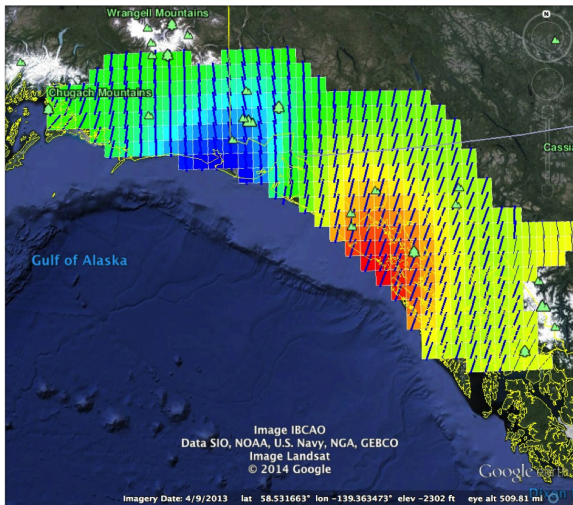 Wrangell Mountains
Chugach Mountains
Cassia
Gulf of Alaska
Image IBCAO
Data SIO, NOAA, U.S. Navy, NGA, GEBCO
Image Landsat
© 2014 Google
Google earth
Dixon
Imagery Date: 4/9/2013 lat 58.531663° lon -139.363473° elev -2302 ft eye alt 509.81 mi